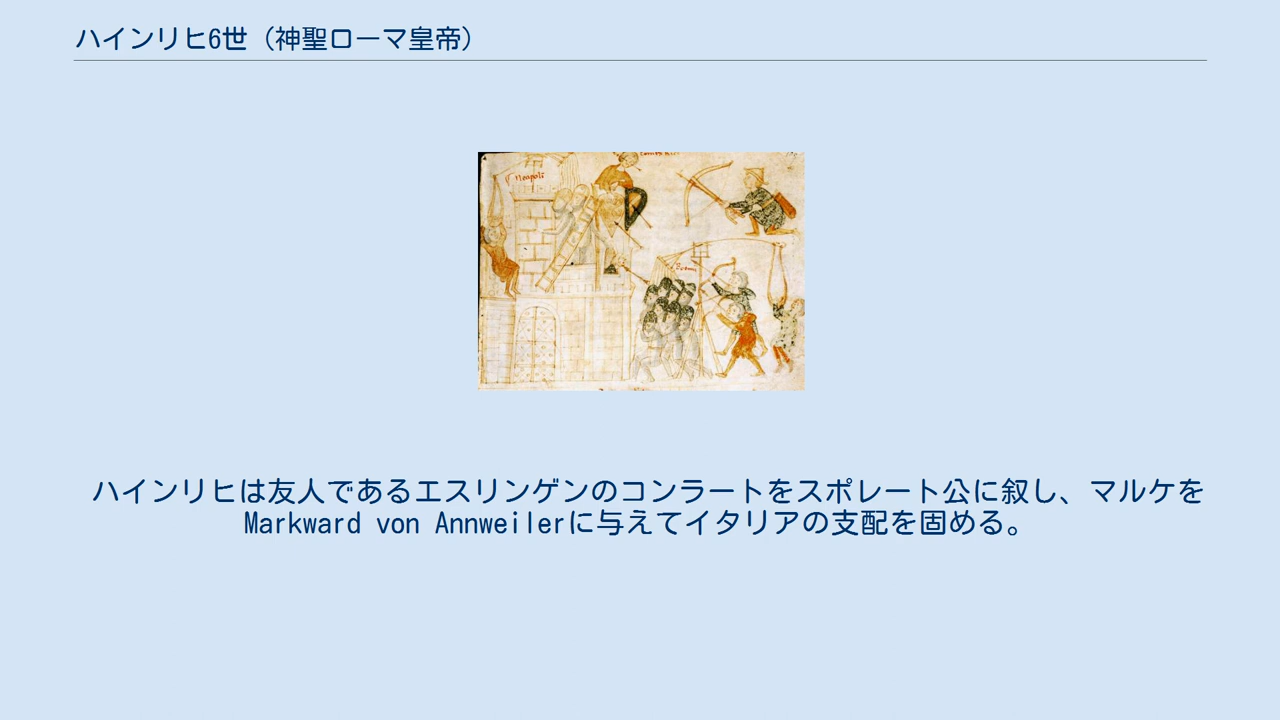 ハインリヒ6世（神聖ローマ皇帝）
Neapoli
ハインリヒは友人であるエスリンゲンのコンラートをスポレート公に叙し、マルケを
Markward von Annweilerに与えてイタリアの支配を固める。